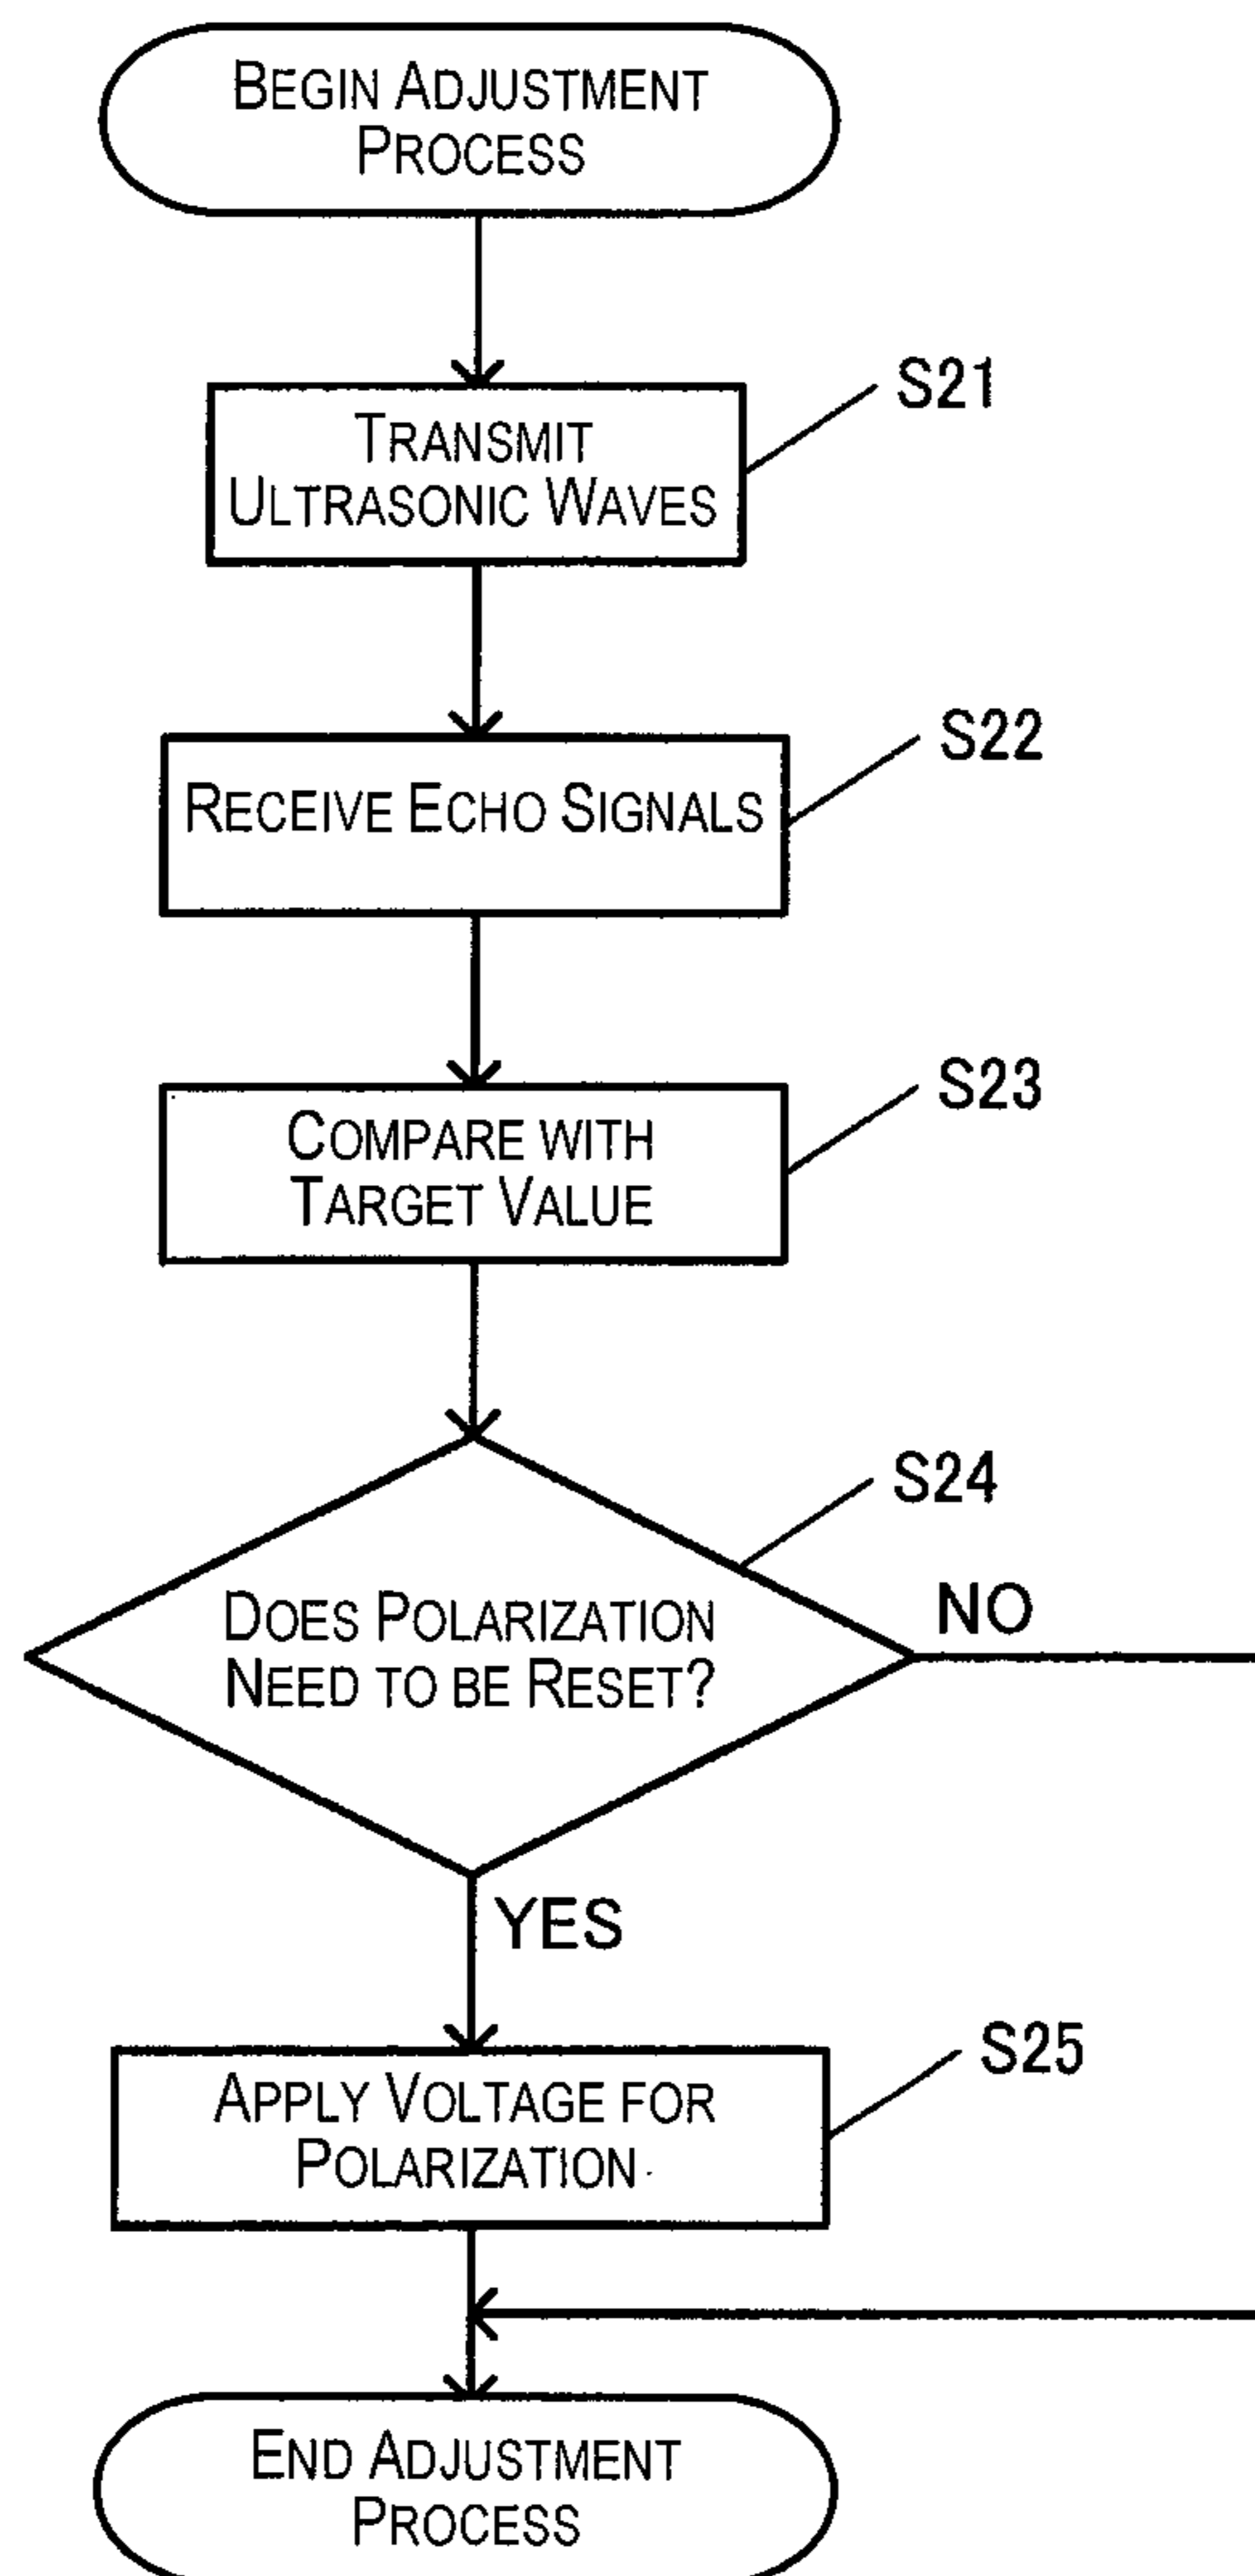 BEGIN ADJUSTMENT
PROCESS
S21
TRANSMIT
ULTRASONIC WAVES
S22
RECEIVE ECHO SIGNALS
S23
COMPARE WITH
TARGET VALUE
S24
NO
DOES POLARIZATION
NEED TO BE RESET?
YES
S25
APPLY VOLTAGE FOR
POLARIZATION
END ADJUSTMENT
PROCESS